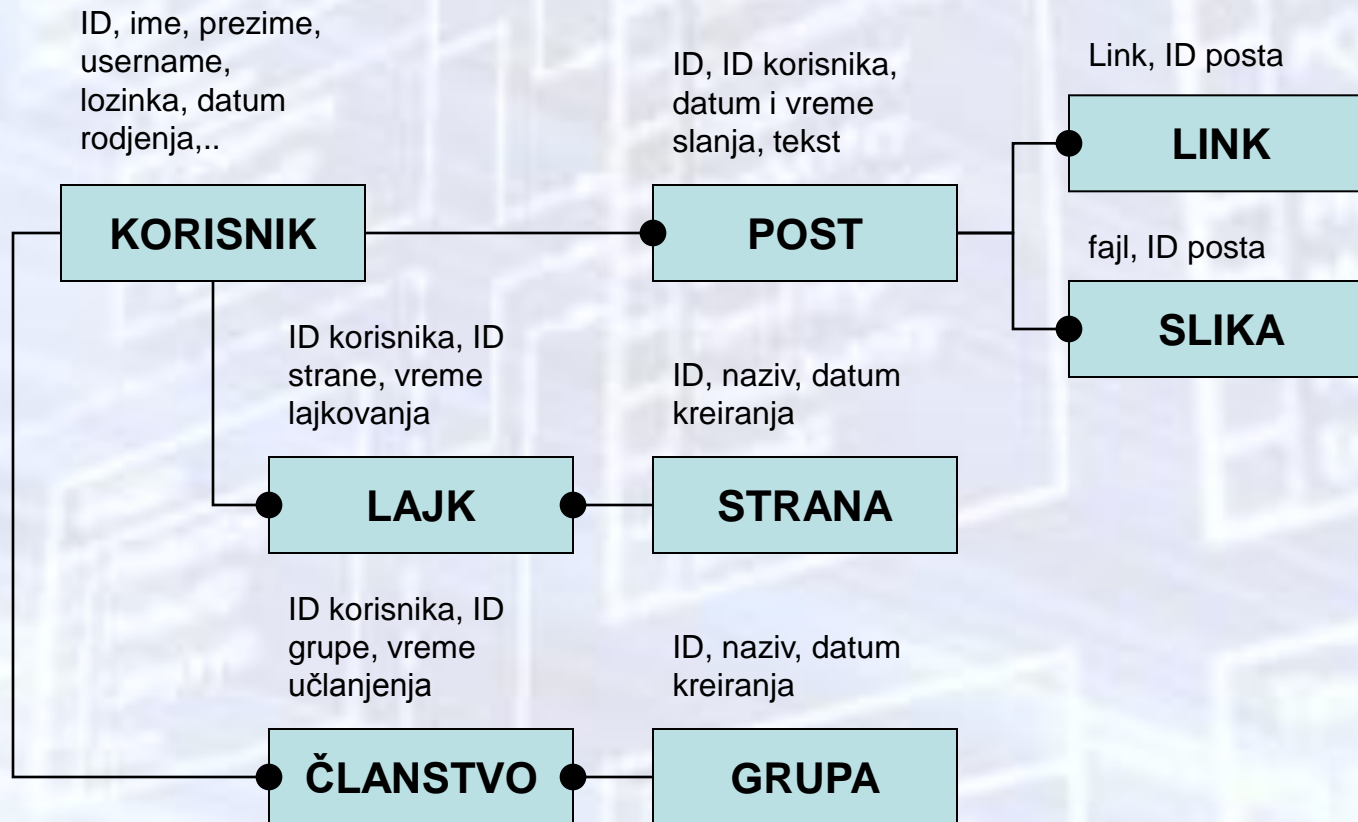 ID, ime, prezime,
username,
lozinka, datum
rodjenja,..
KORISNIK
ID, ID korisnika,
datum i vreme
slanja, tekst
POST
Link, ID posta
LINK
fajl, ID posta
SLIKA
ID korisnika, ID
strane, vreme
lajkovanja
LAJK
ID, naziv, datum
kreiranja
STRANA
ID korisnika, ID
grupe, vreme
učlanjenja
ČLANSTVO
ID, naziv, datum
kreiranja
GRUPA